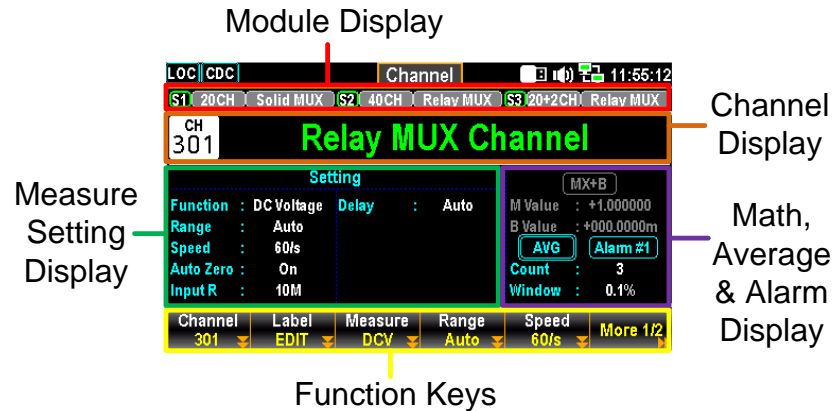 Module Display
LOC CDC Channel 11:55:12
S1 20CH Solid MUX S2 40CH Relay MUX S3 20+2CH Relay MUX
CH
301
Relay MUX Channel
Channel
Display
Measure
Setting
Display
Setting
Function : DC Voltage Delay : Auto
Range : Auto
Speed : 60/s
Auto Zero : On
Input R : 10M
MX+B
M Value : +1.000000
B Value : +000.0000m
AVG Alarm #1
Count : 3
Window : 0.1%
Math,
Average
& Alarm
Display
Channel Label Measure Range Speed More 1/2
301 EDIT DCV Auto 60/s
Function Keys